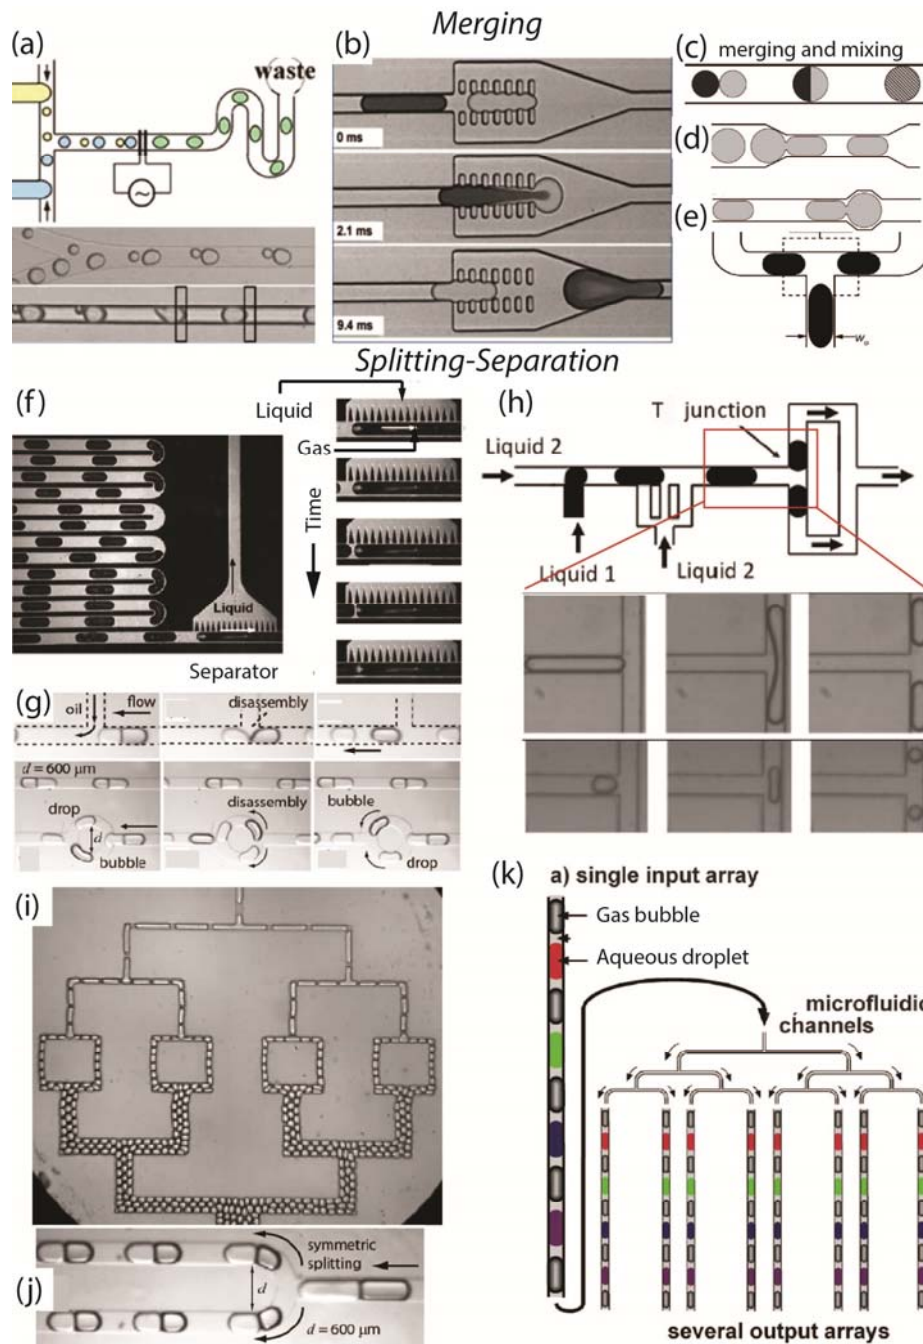 Merging
(a)
waste
~
(b)
0 ms
2.1 ms
9.4 ms
(c)
merging and mixing
(d)
(e)
wₒ
Splitting-Separation
(f)
Liquid
Gas
Time
Liquid
Separator
(g)
oil
flow
disassembly
d = 600 μm
drop
d
bubble
disassembly
bubble
drop
(h)
T junction
Liquid 2
Liquid 1
Liquid 2
(i)
(j)
symmetric
splitting
d
d = 600 μm
(k)
a) single input array
Gas bubble
Aqueous droplet
microfluidic
channels
several output arrays